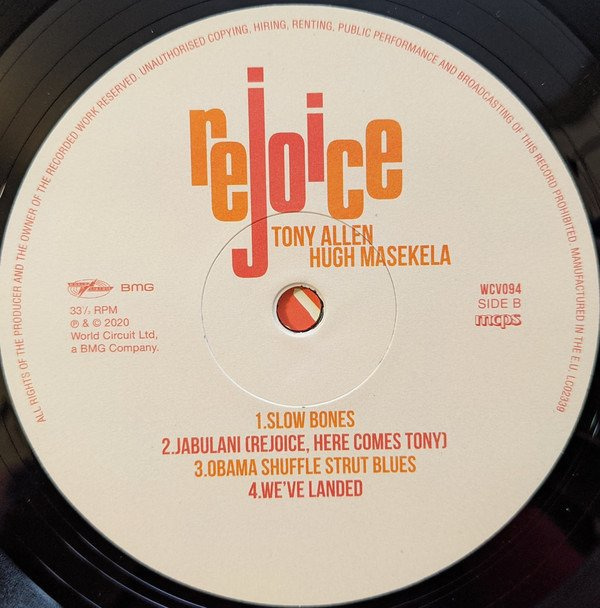 ALL RIGHTS OF THE PRODUCER AND THE OWNER OF THE RECORDED WORK RESERVED. UNAUTHORISED COPYING, HIRING, RENTING, PUBLIC PERFORMANCE AND BROADCASTING OF THIS RECORD PROHIBITED. MANUFACTURED IN THE E.U. LC02339
rejoice
TONY ALLEN
HUGH MASEKELA
BMG
33⅓ RPM
℗ & © 2020
World Circuit Ltd,
a BMG Company.
WCV094
SIDE B
mcps
1.SLOW BONES
2.JABULANI (REJOICE, HERE COMES TONY)
3.OBAMA SHUFFLE STRUT BLUES
4.WE'VE LANDED